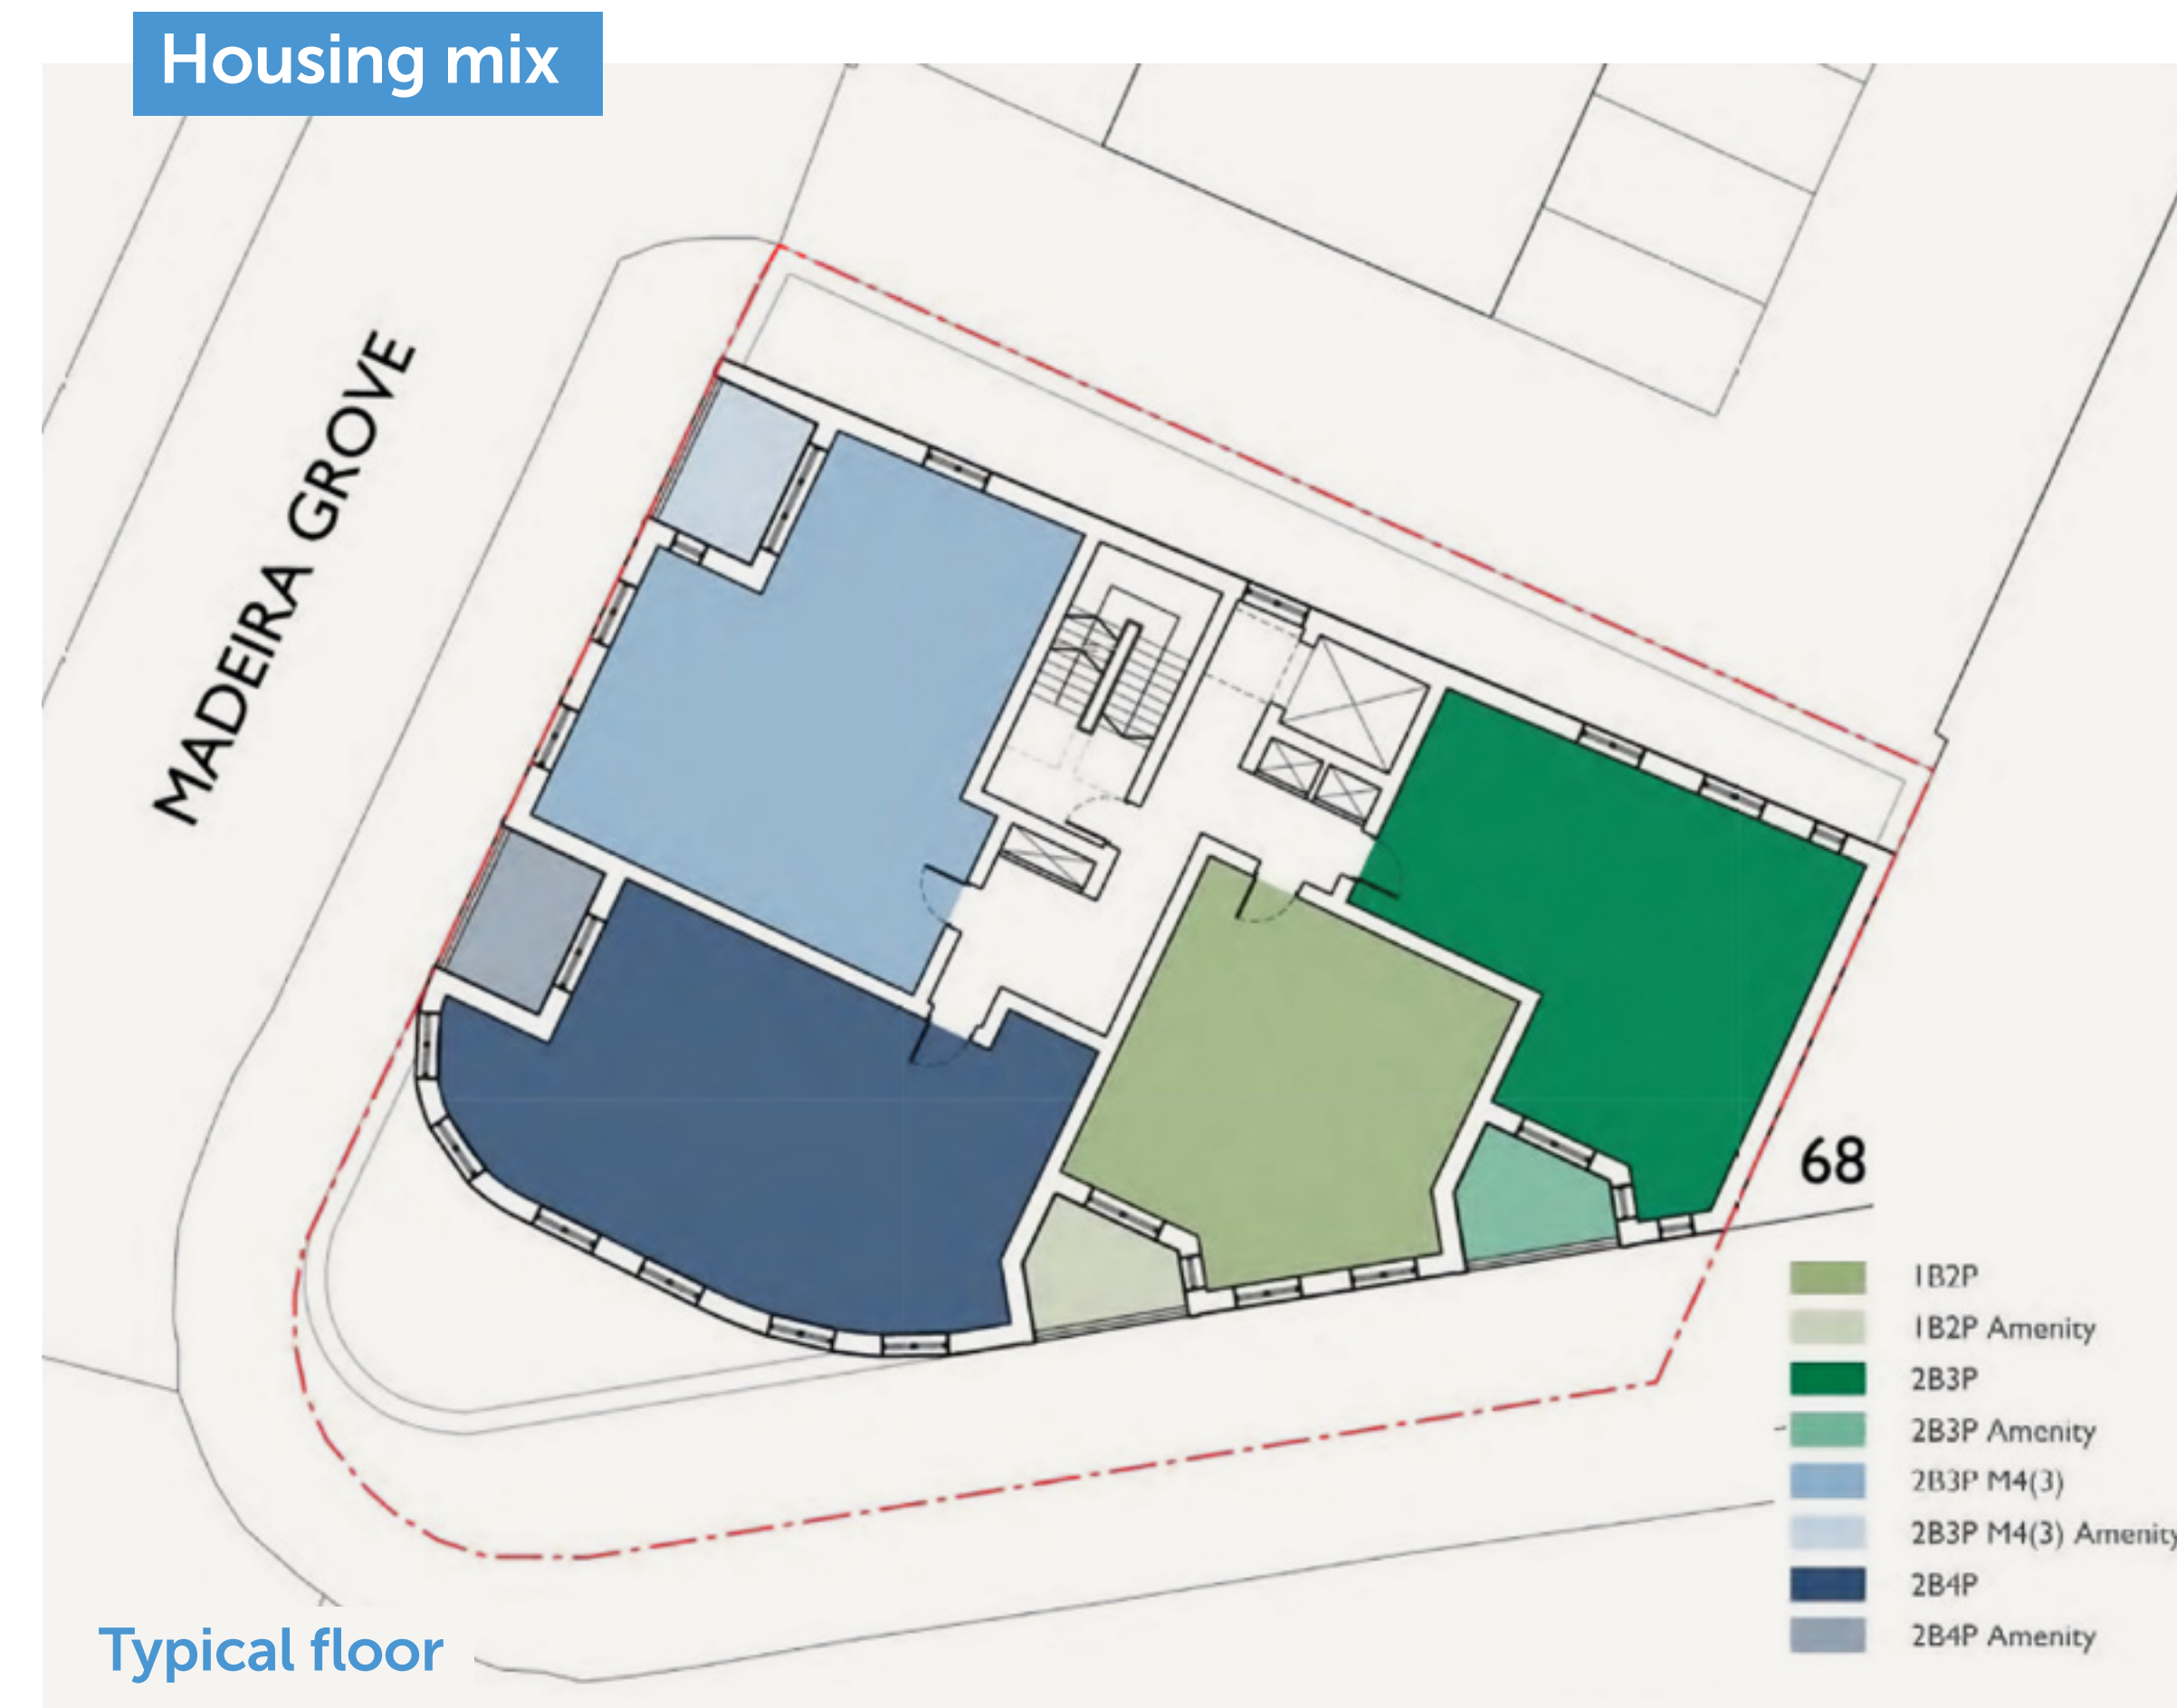 Housing mix
MADEIRA GROVE
68
1B2P
1B2P Amenity
2B3P
2B3P Amenity
2B3P M4(3)
2B3P M4(3) Amenity
2B4P
2B4P Amenity
Typical floor